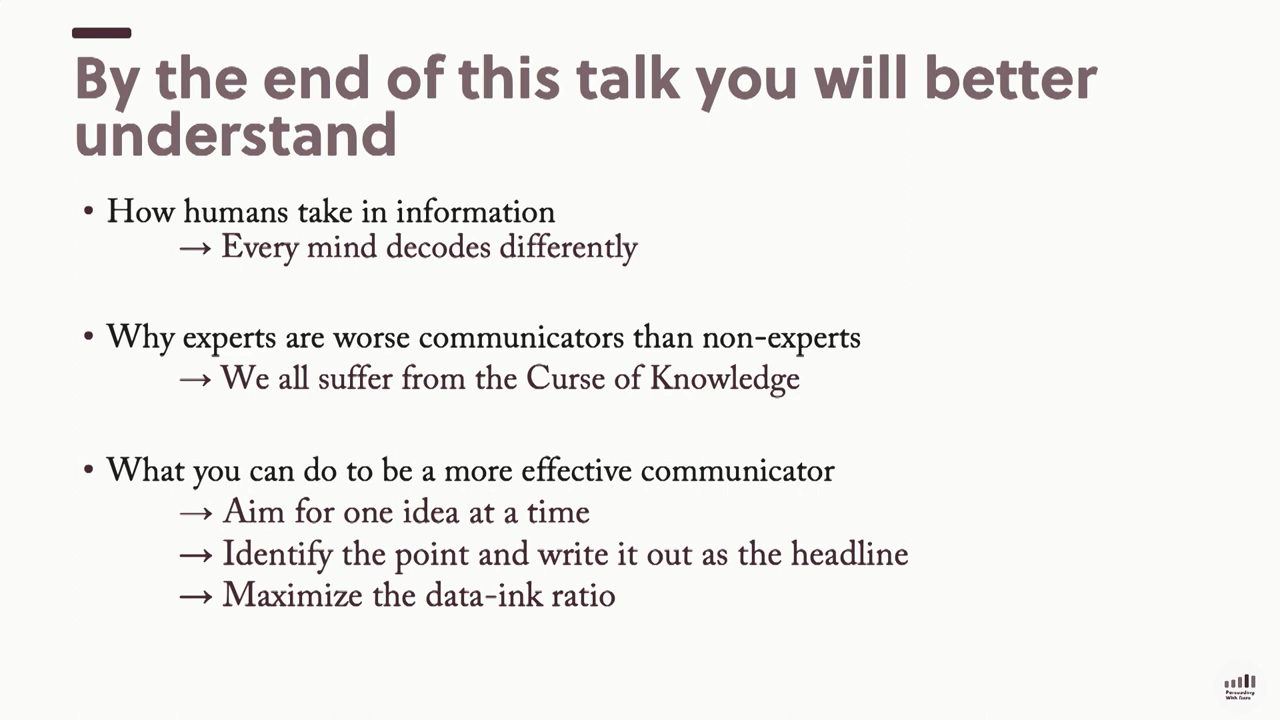 By the end of this talk you will better
understand
• How humans take in information
→ Every mind decodes differently
• Why experts are worse communicators than non-experts
→ We all suffer from the Curse of Knowledge
• What you can do to be a more effective communicator
→ Aim for one idea at a time
→ Identify the point and write it out as the headline
→ Maximize the data-ink ratio
Persuading
With Data